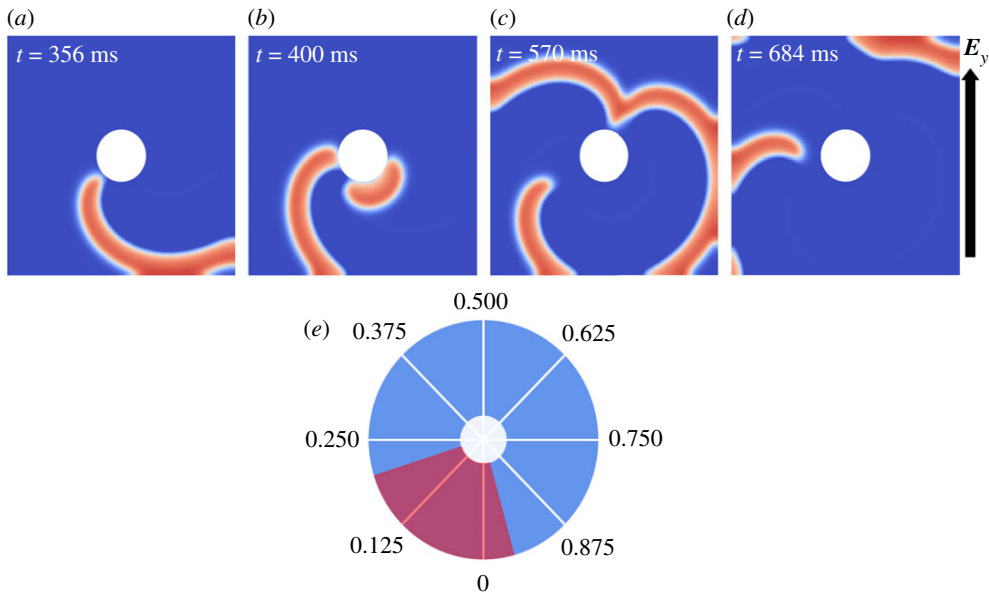 (a) (b) (c) (d)
t = 356 ms t = 400 ms t = 570 ms t = 684 ms E_y
(e) 0.500
0.375 0.625
0.250 0.750
0.125 0.875
0